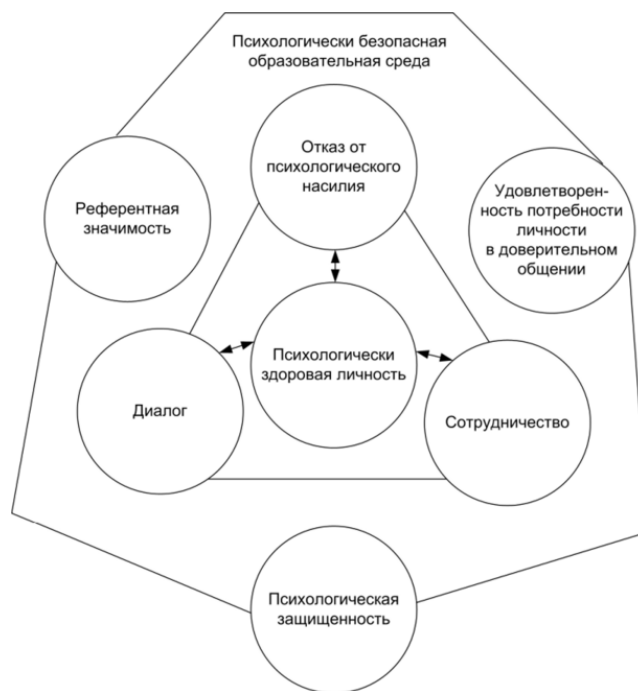 Психологически безопасная
образовательная среда
Отказ от
психологического
насилия
Референтная
значимость
Удовлетворен-
ность потребности
личности
в доверительном
общении
Психологически
здоровая личность
Диалог
Сотрудничество
Психологическая
защищенность